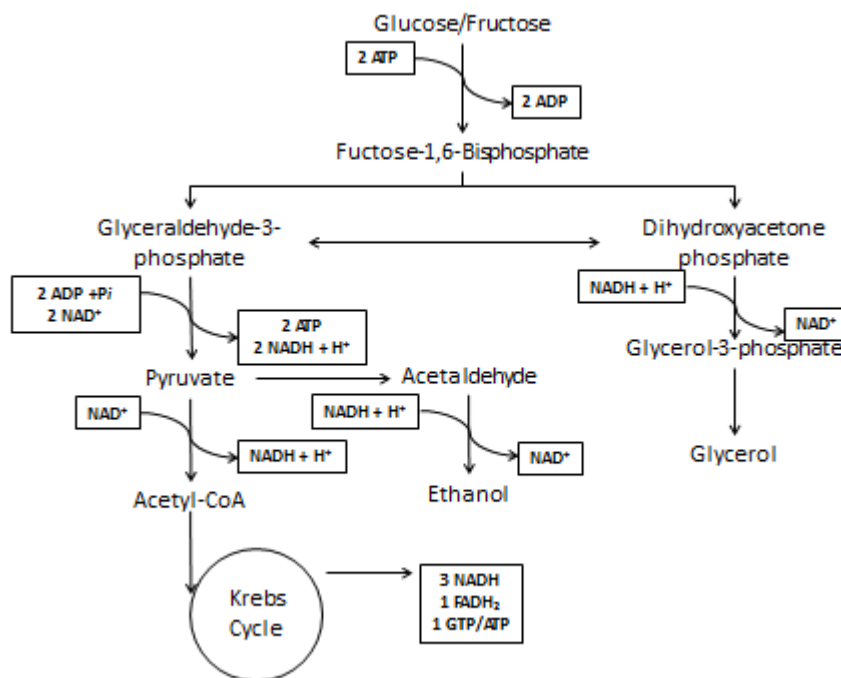 Glucose/Fructose
2 ATP
2 ADP
Fuctose-1,6-Bisphosphate
Glyceraldehyde-3-
phosphate
Dihydroxyacetone
phosphate
2 ADP +Pi
2 NAD⁺
2 ATP
2 NADH + H⁺
NADH + H⁺
NAD⁺
Glycerol-3-phosphate
Pyruvate
Acetaldehyde
NAD⁺
NADH + H⁺
NADH + H⁺
NAD⁺
Glycerol
Acetyl-CoA
Ethanol
Krebs
Cycle
3 NADH
1 FADH₂
1 GTP/ATP